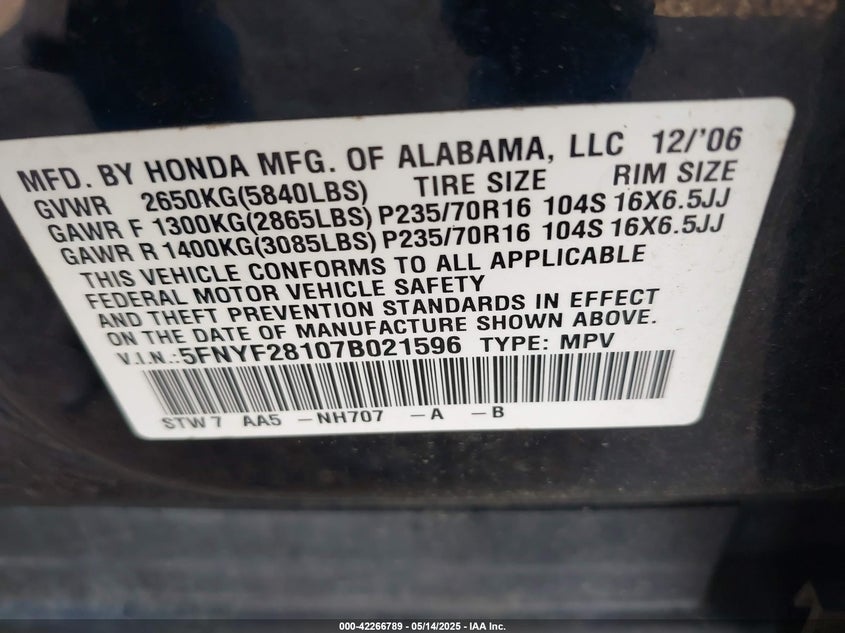 MFD. BY HONDA MFG. OF ALABAMA, LLC 12/'06
GVWR 2650KG(5840LBS) TIRE SIZE RIM SIZE
GAWR F 1300KG(2865LBS) P235/70R16 104S 16X6.5JJ
GAWR R 1400KG(3085LBS) P235/70R16 104S 16X6.5JJ
THIS VEHICLE CONFORMS TO ALL APPLICABLE
FEDERAL MOTOR VEHICLE SAFETY
AND THEFT PREVENTION STANDARDS IN EFFECT
ON THE DATE OF MANUFACTURE SHOWN ABOVE.
V.I.N.:5FNYF28107B021596 TYPE: MPV
STW7 AA5 -NH707 -A -B
000-42266789 - 05/14/2025 - IAA Inc.